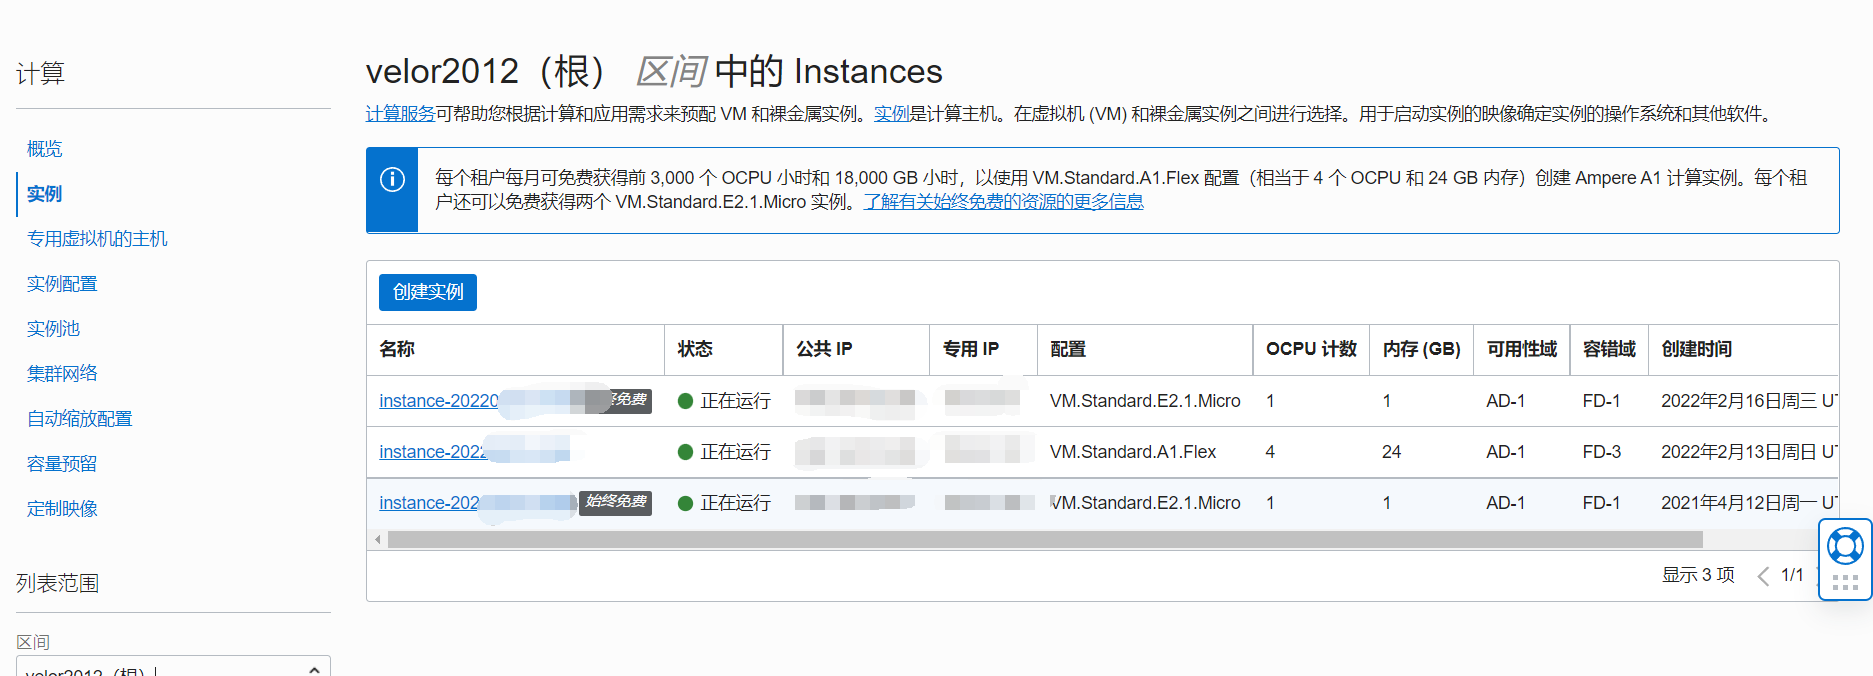 计算
概览
实例
专用虚拟机的主机
实例配置
实例池
集群网络
自动缩放配置
容量预留
定制映像
列表范围
区间
velor2012（根）
velor2012（根） 区间 中的 Instances
计算服务可帮助您根据计算和应用需求来预配 VM 和裸金属实例。实例是计算主机。在虚拟机 (VM) 和裸金属实例之间进行选择。用于启动实例的映像确定实例的操作系统和其他软件。
每个租户每月可免费获得前 3,000 个 OCPU 小时和 18,000 GB 小时，以使用 VM.Standard.A1.Flex 配置（相当于 4 个 OCPU 和 24 GB 内存）创建 Ampere A1 计算实例。每个租
户还可以免费获得两个 VM.Standard.E2.1.Micro 实例。了解有关始终免费的资源的更多信息
创建实例
名称 状态 公共 IP 专用 IP 配置 OCPU 计数 内存 (GB) 可用性域 容错域 创建时间
instance-20220 免费 正在运行 VM.Standard.E2.1.Micro 1 1 AD-1 FD-1 2022年2月16日周三 U
instance-202 正在运行 VM.Standard.A1.Flex 4 24 AD-1 FD-3 2022年2月13日周日 U
instance-202 始终免费 正在运行 VM.Standard.E2.1.Micro 1 1 AD-1 FD-1 2021年4月12日周一 U
显示 3 项 1/1